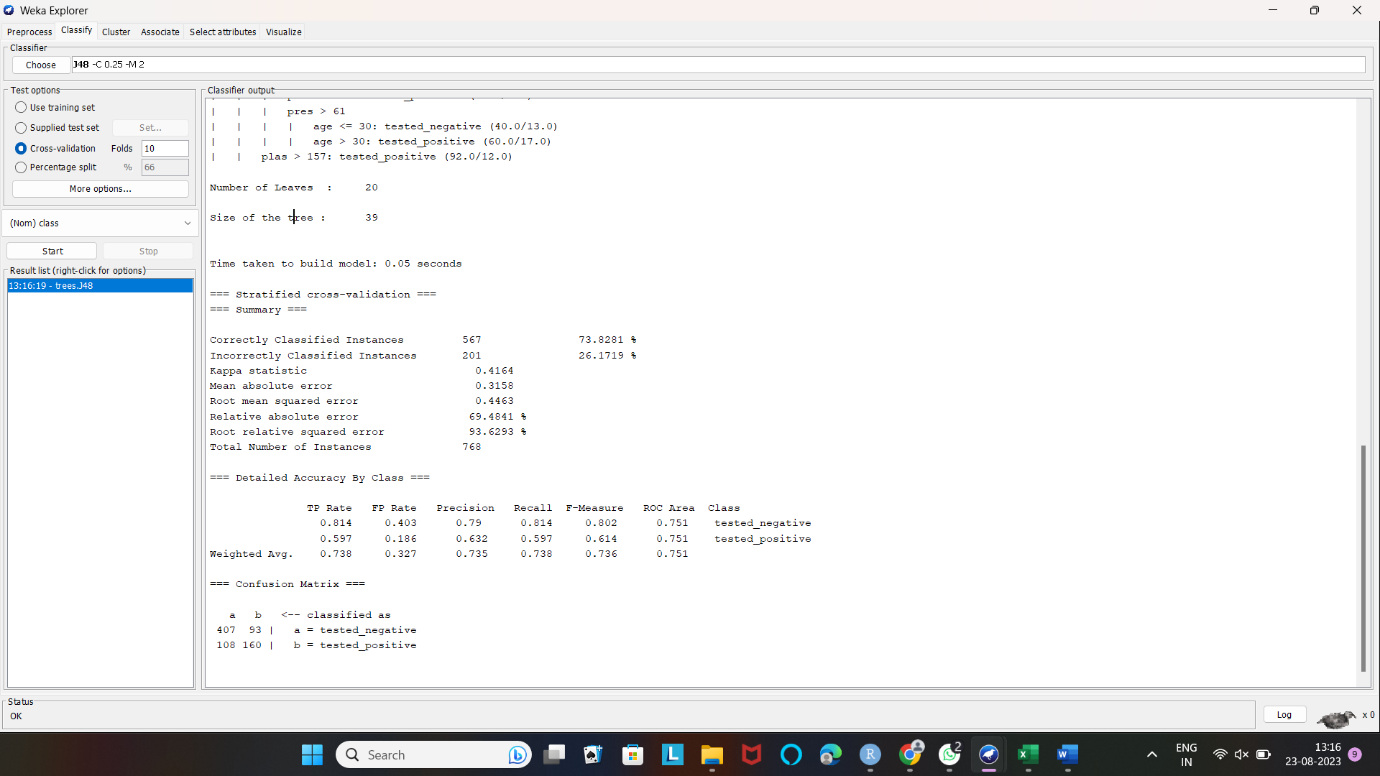 Weka Explorer
Preprocess Classify Cluster Associate Select attributes Visualize
Classifier
Choose J48 -C 0.25 -M 2
Test options
Use training set
Supplied test set Set...
Cross-validation Folds 10
Percentage split % 66
More options...
(Nom) class
Start Stop
Result list (right-click for options)
13:16:19 - trees.J48
Classifier output
| | | pres > 61
| | | | age <= 30: tested_negative (40.0/13.0)
| | | | age > 30: tested_positive (60.0/17.0)
| | plas > 157: tested_positive (92.0/12.0)
Number of Leaves : 20
Size of the tree : 39
Time taken to build model: 0.05 seconds
=== Stratified cross-validation ===
=== Summary ===
Correctly Classified Instances 567 73.8281 %
Incorrectly Classified Instances 201 26.1719 %
Kappa statistic 0.4164
Mean absolute error 0.3158
Root mean squared error 0.4463
Relative absolute error 69.4841 %
Root relative squared error 93.6293 %
Total Number of Instances 768
=== Detailed Accuracy By Class ===
TP Rate FP Rate Precision Recall F-Measure ROC Area Class
0.814 0.403 0.79 0.814 0.802 0.751 tested_negative
0.597 0.186 0.632 0.597 0.614 0.751 tested_positive
Weighted Avg. 0.738 0.327 0.735 0.738 0.736 0.751
=== Confusion Matrix ===
a b <-- classified as
407 93 | a = tested_negative
108 160 | b = tested_positive
Status
OK
Log x 0
Search
L
R
2
ENG
IN
13:16
23-08-2023
9